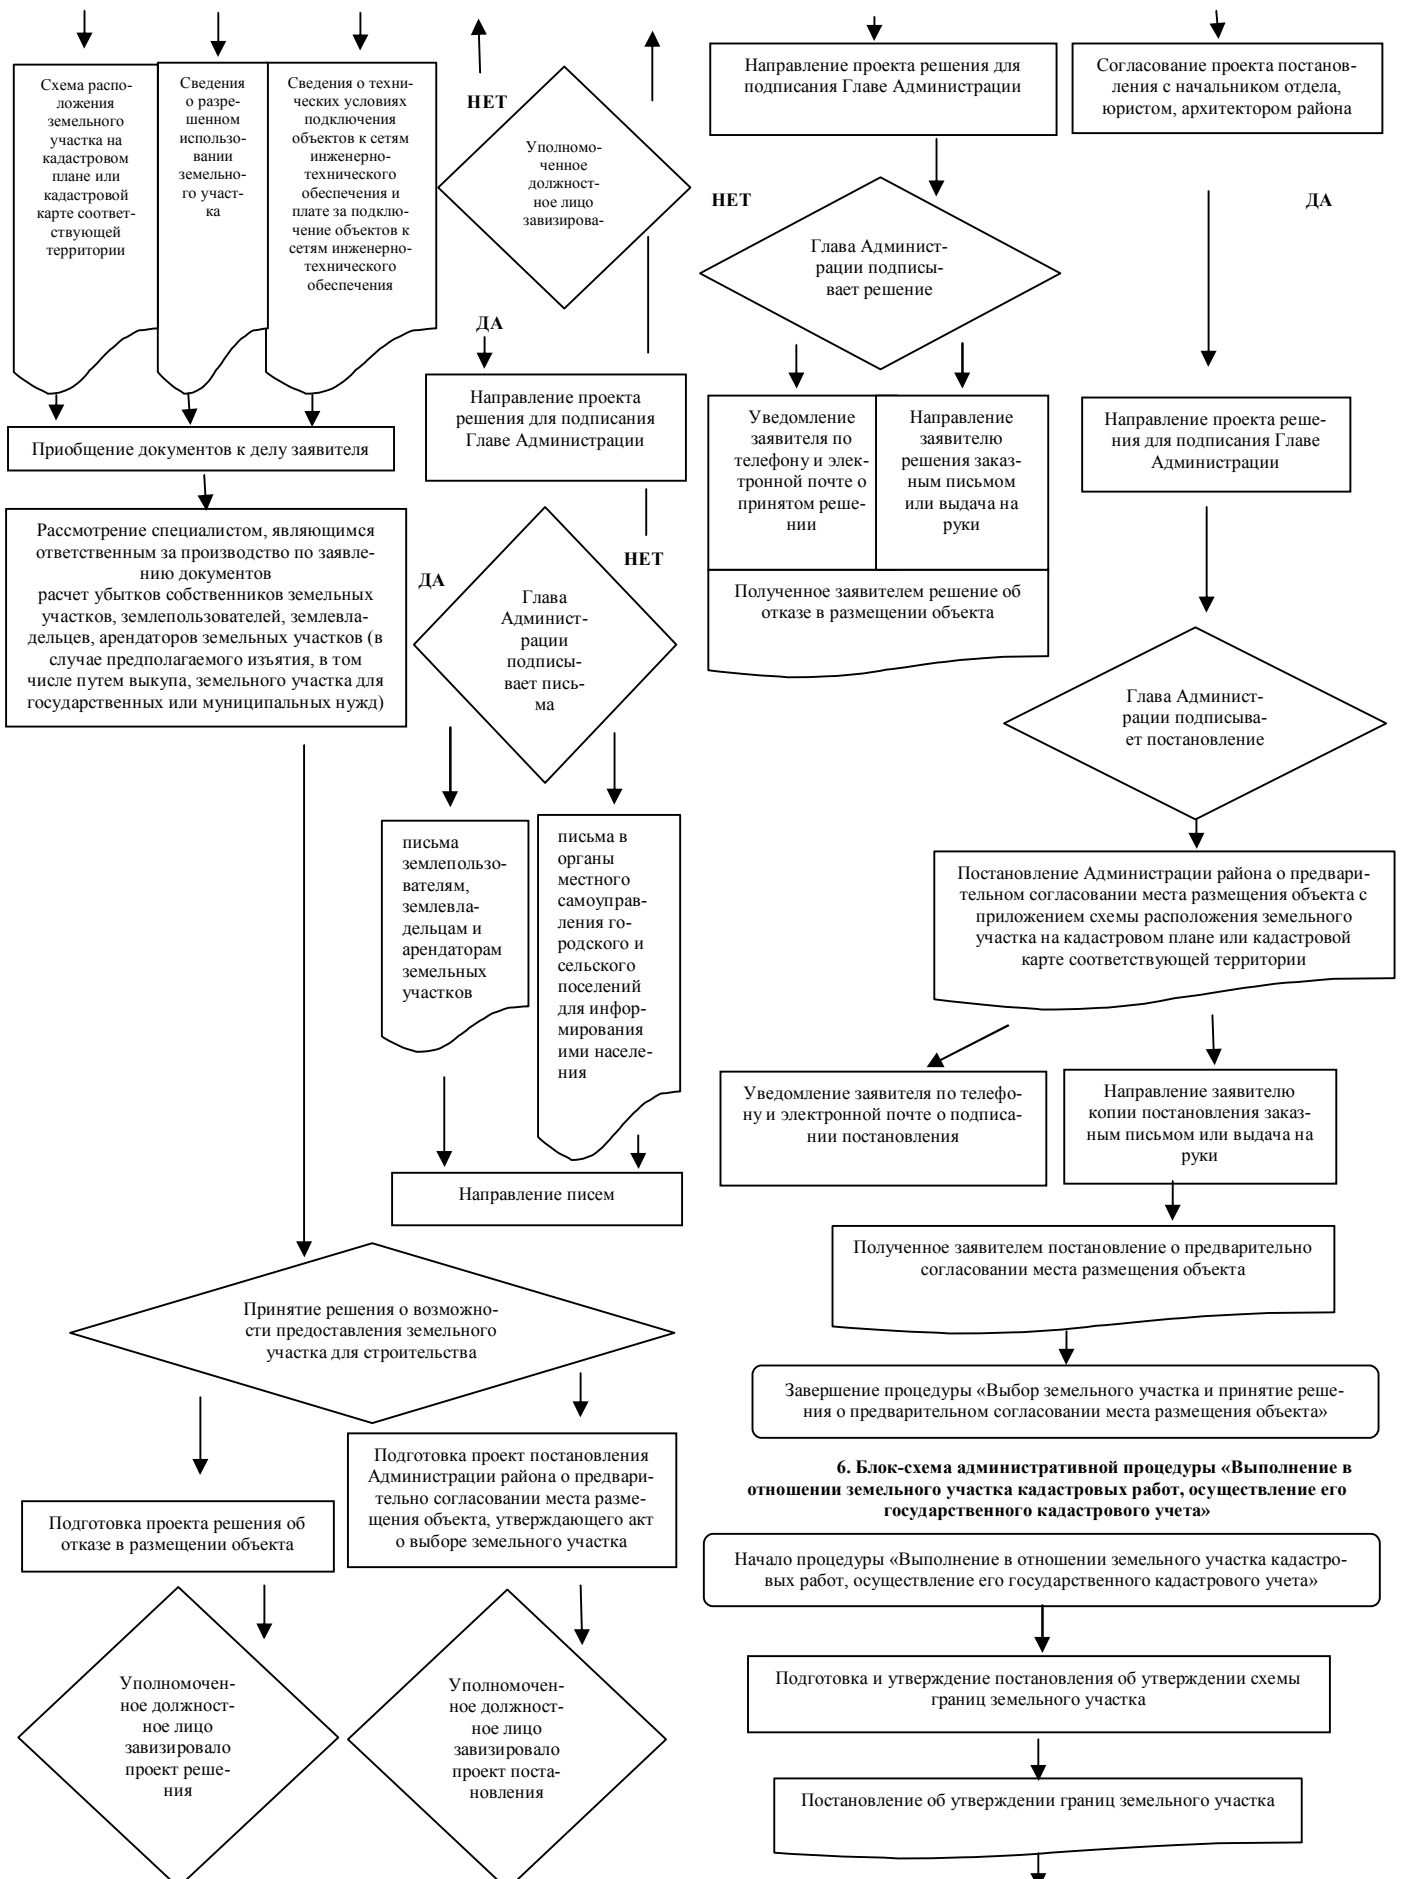 Схема распо-
ложения
земельного
участка на
кадастровом
плане или
кадастровой
карте соответ-
ствующей
территории
Сведения
о разре-
шенном
использо-
вании
земельно-
го участ-
ка
Сведения о техни-
ческих условиях
подключения
объектов к сетям
инженерно-
технического
обеспечения и
плате за подклю-
чение объектов к
сетям инженерно-
технического
обеспечения
НЕТ
Уполномо-
ченное
должност-
ное лицо
завизирова-
ДА
Направление проекта
решения для подписания
Главе Администрации
Приобщение документов к делу заявителя
Рассмотрение специалистом, являющимся
ответственным за производство по заявле-
нию документов
расчет убытков собственников земельных
участков, землепользователей, землевла-
дельцев, арендаторов земельных участков (в
случае предполагаемого изъятия, в том
числе путем выкупа, земельного участка для
государственных или муниципальных нужд)
ДА
НЕТ
Глава
Админист-
рации
подписы-
вает пись-
ма
письма
землепользо-
вателям,
землевла-
дельцам и
арендаторам
земельных
участков
письма в
органы
местного
самоуправ-
ления го-
родского и
сельского
поселений
для инфор-
мирования
ими населе-
ния
Направление писем
Принятие решения о возможно-
сти предоставления земельного
участка для строительства
Подготовка проекта решения об
отказе в размещении объекта
Подготовка проект постановления
Администрации района о предвари-
тельно согласовании места разме-
щения объекта, утверждающего акт
о выборе земельного участка
Уполномочен-
ное должност-
ное лицо
завизировало
проект реше-
ния
Уполномочен-
ное должност-
ное лицо
завизировало
проект поста-
новления
Направление проекта решения для
подписания Главе Администрации
НЕТ
Глава Админист-
рации подписы-
вает решение
Уведомление
заявителя по
телефону и элек-
тронной почте о
принятом реше-
нии
Направление
заявителю
решения заказ-
ным письмом
или выдача на
руки
Полученное заявителем решение об
отказе в размещении объекта
Согласование проекта постанов-
ления с начальником отдела,
юристом, архитектором района
ДА
Направление проекта реше-
ния для подписания Главе
Администрации
Глава Админист-
рации подписыва-
ет постановление
Постановление Администрации района о предвари-
тельном согласовании места размещения объекта с
приложением схемы расположения земельного
участка на кадастровом плане или кадастровой
карте соответствующей территории
Уведомление заявителя по телефо-
ну и электронной почте о подписа-
нии постановления
Направление заявителю
копии постановления заказ-
ным письмом или выдача на
руки
Полученное заявителем постановление о предварительно
согласовании места размещения объекта
Завершение процедуры «Выбор земельного участка и принятие реше-
ния о предварительном согласовании места размещения объекта»
6. Блок-схема административной процедуры «Выполнение в
отношении земельного участка кадастровых работ, осуществление его
государственного кадастрового учета»
Начало процедуры «Выполнение в отношении земельного участка кадастро-
вых работ, осуществление его государственного кадастрового учета»
Подготовка и утверждение постановления об утверждении схемы
границ земельного участка
Постановление об утверждении границ земельного участка